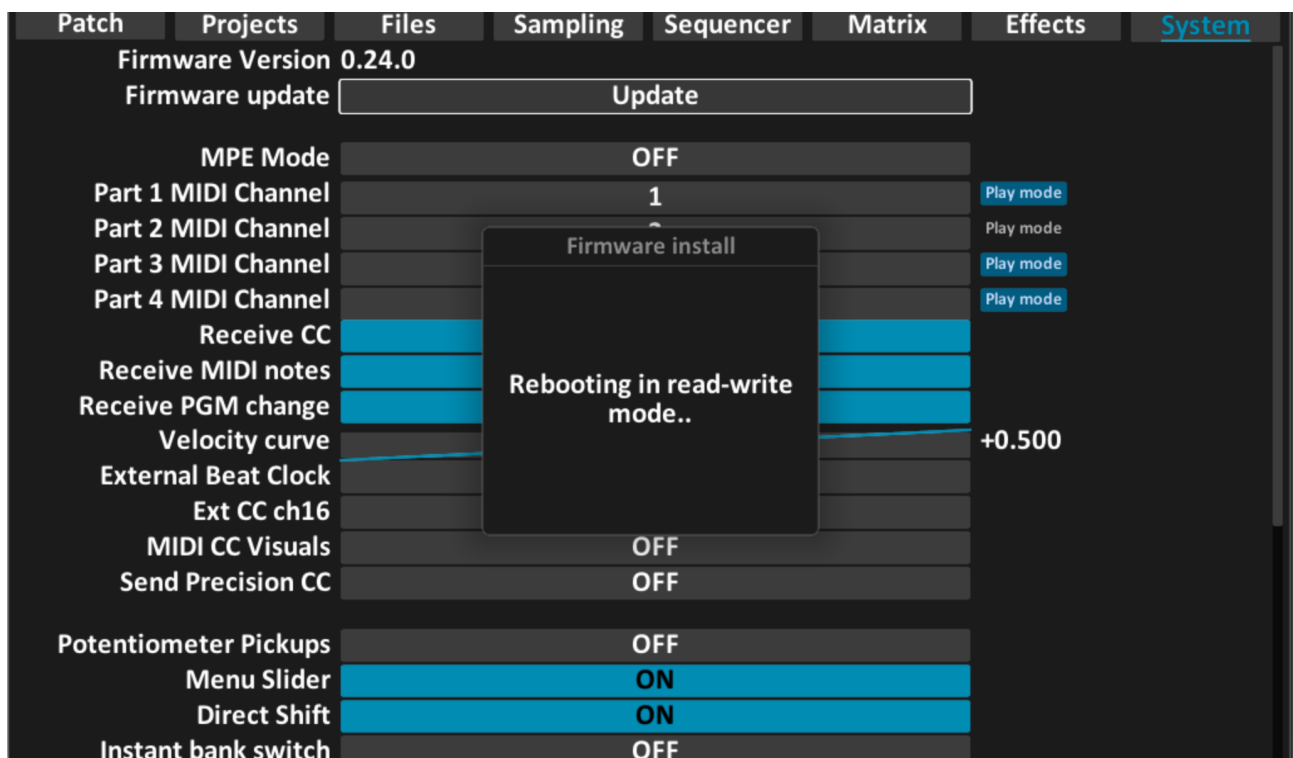 Patch Projects Files Sampling Sequencer Matrix Effects System
Firmware Version 0.24.0
Firmware update Update
MPE Mode OFF
Part 1 MIDI Channel 1 Play mode
Part 2 MIDI Channel Play mode
Firmware install
Part 3 MIDI Channel Play mode
Part 4 MIDI Channel Play mode
Receive CC
Receive MIDI notes
Rebooting in read-write
Receive PGM change
mode..
Velocity curve +0.500
External Beat Clock
Ext CC ch16
MIDI CC Visuals OFF
Send Precision CC OFF
Potentiometer Pickups OFF
Menu Slider ON
Direct Shift ON
Instant bank switch OFF